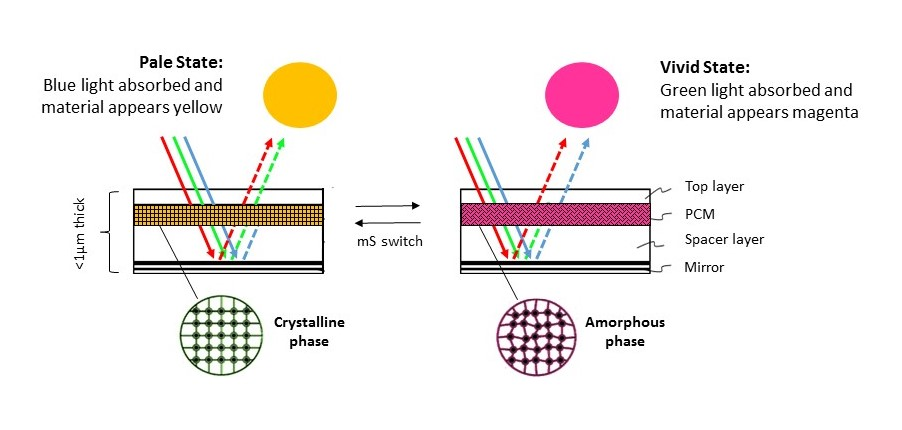 Pale State:
Blue light absorbed and
material appears yellow
Vivid State:
Green light absorbed and
material appears magenta
<1µm thick
mS switch
Top layer
PCM
Spacer layer
Mirror
Crystalline
phase
Amorphous
phase